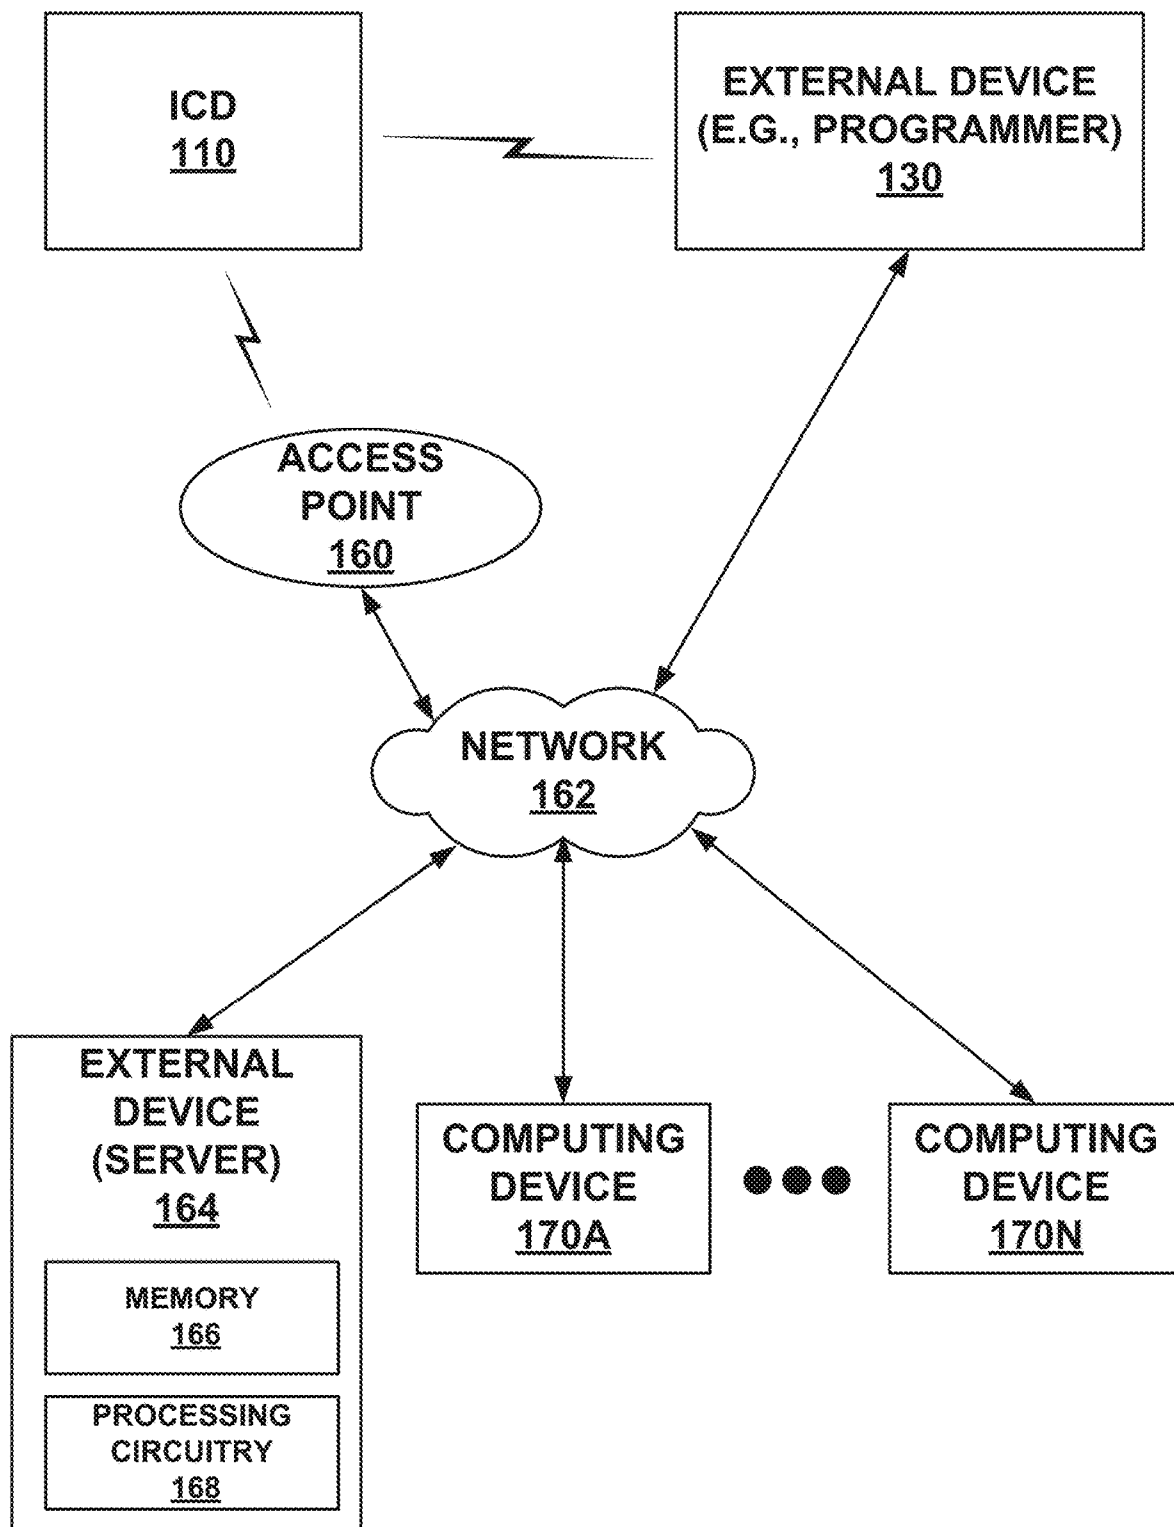 ICD
110
EXTERNAL DEVICE
(E.G., PROGRAMMER)
130
ACCESS
POINT
160
NETWORK
162
EXTERNAL
DEVICE
(SERVER)
164
MEMORY
166
PROCESSING
CIRCUITRY
168
COMPUTING
DEVICE
170A
COMPUTING
DEVICE
170N